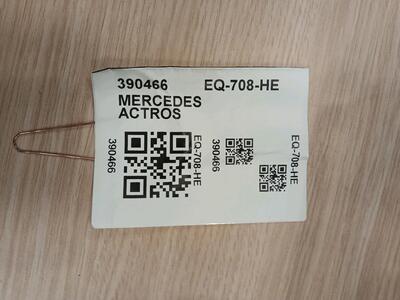 390466 EQ-708-HE
MERCEDES
ACTROS
390466
EQ-708-HE
390466
EQ-708-HE